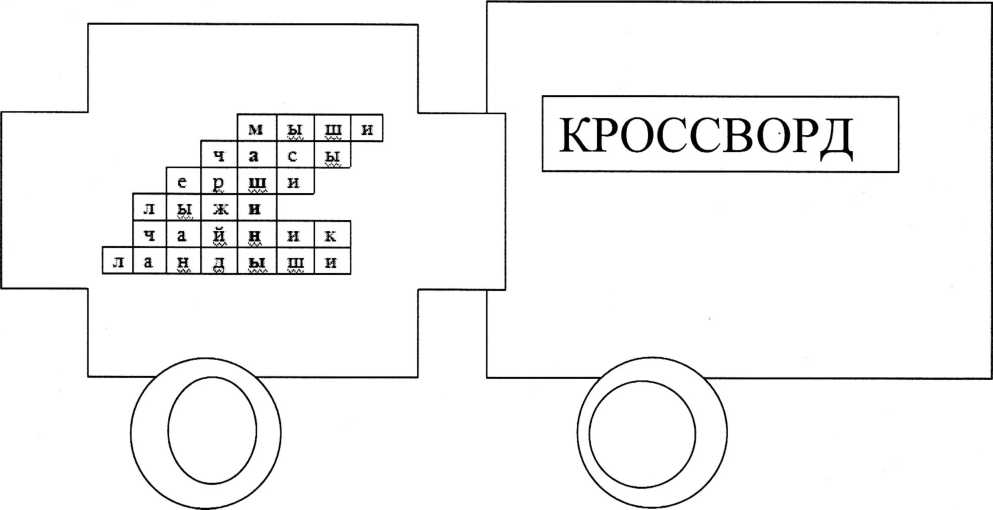 мыши
КРОССВОРД
часы
ерши
лыжи
чайник
ландыши